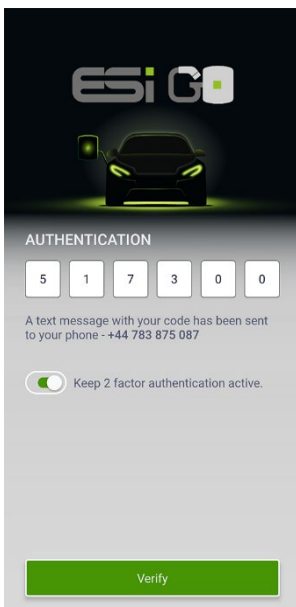 ESi GO
AUTHENTICATION
5 1 7 3 0 0
A text message with your code has been sent
to your phone - +44 783 875 087
Keep 2 factor authentication active.
Verify